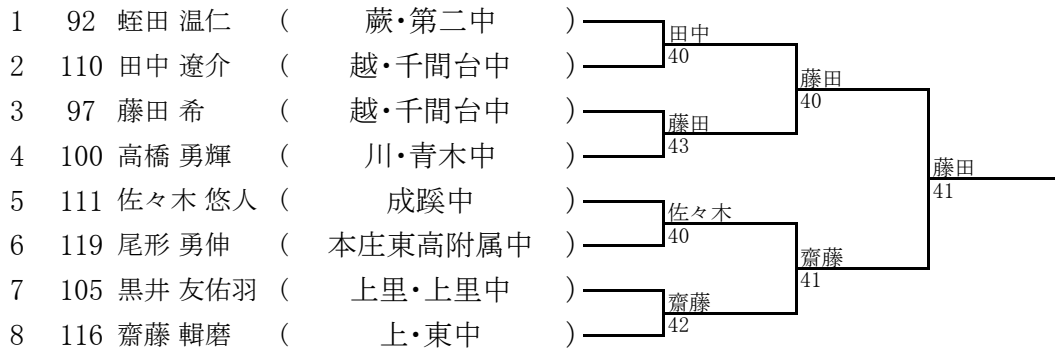 1 92 蛭田 温仁 ( 蕨・第二中 )
2 110 田中 遼介 ( 越・千間台中 )
3 97 藤田 希 ( 越・千間台中 )
4 100 高橋 勇輝 ( 川・青木中 )
5 111 佐々木 悠人 ( 成蹊中 )
6 119 尾形 勇伸 ( 本庄東高附属中 )
7 105 黒井 友佑羽 ( 上里・上里中 )
8 116 齋藤 輯磨 ( 上・東中 )
田中
40
藤田
43
佐々木
40
齋藤
42
藤田
40
齋藤
41
藤田
41